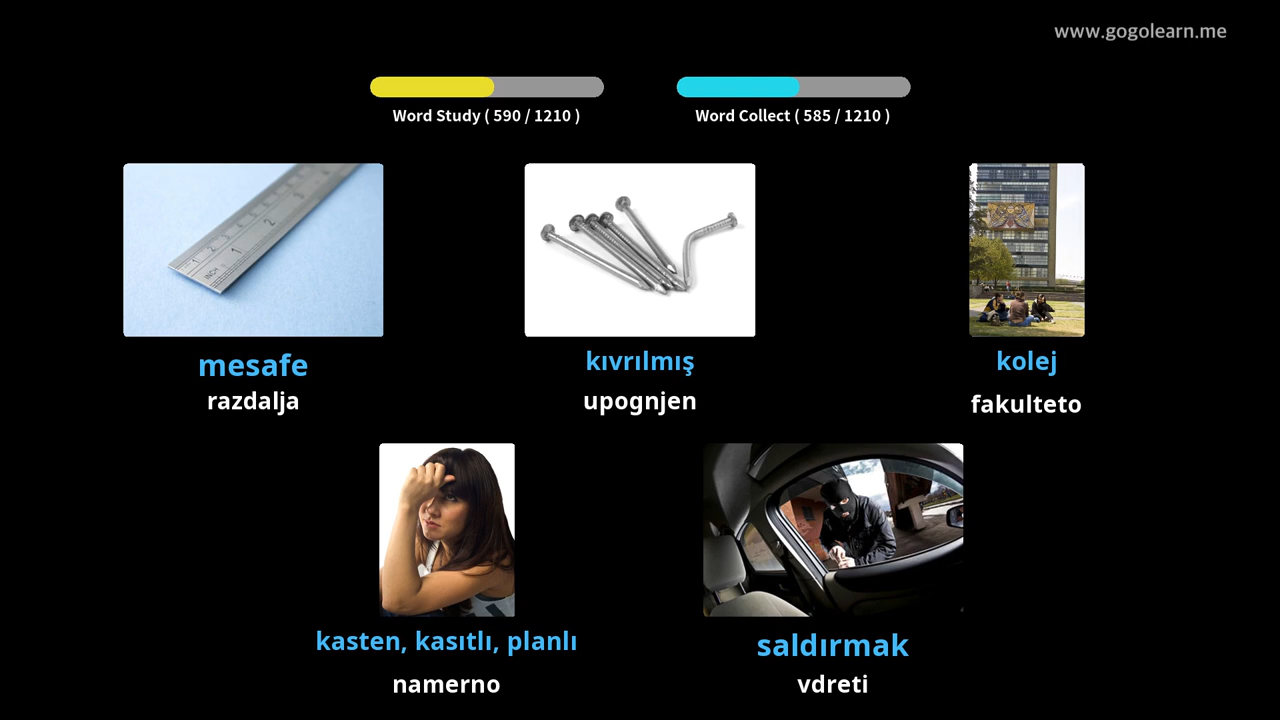 www.gogolearn.me
Word Study ( 590 / 1210 )
Word Collect ( 585 / 1210 )
mesafe
razdalja
kıvrılmış
upognjen
kolej
fakulteto
kasten, kasıtlı, planlı
namerno
saldırmak
vdreti